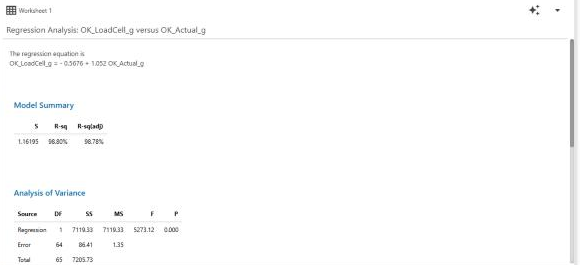 Worksheet 1
Regression Analysis: OK_LoadCell_g versus OK_Actual_g
The regression equation is
OK_LoadCell_g = - 0.5676 + 1.052 OK_Actual_g
Model Summary
S R-sq R-sq(adj)
1.16195 98.80% 98.78%
Analysis of Variance
Source DF SS MS F P
Regression 1 7119.33 7119.33 5273.12 0.000
Error 64 86.41 1.35
Total 65 7205.73